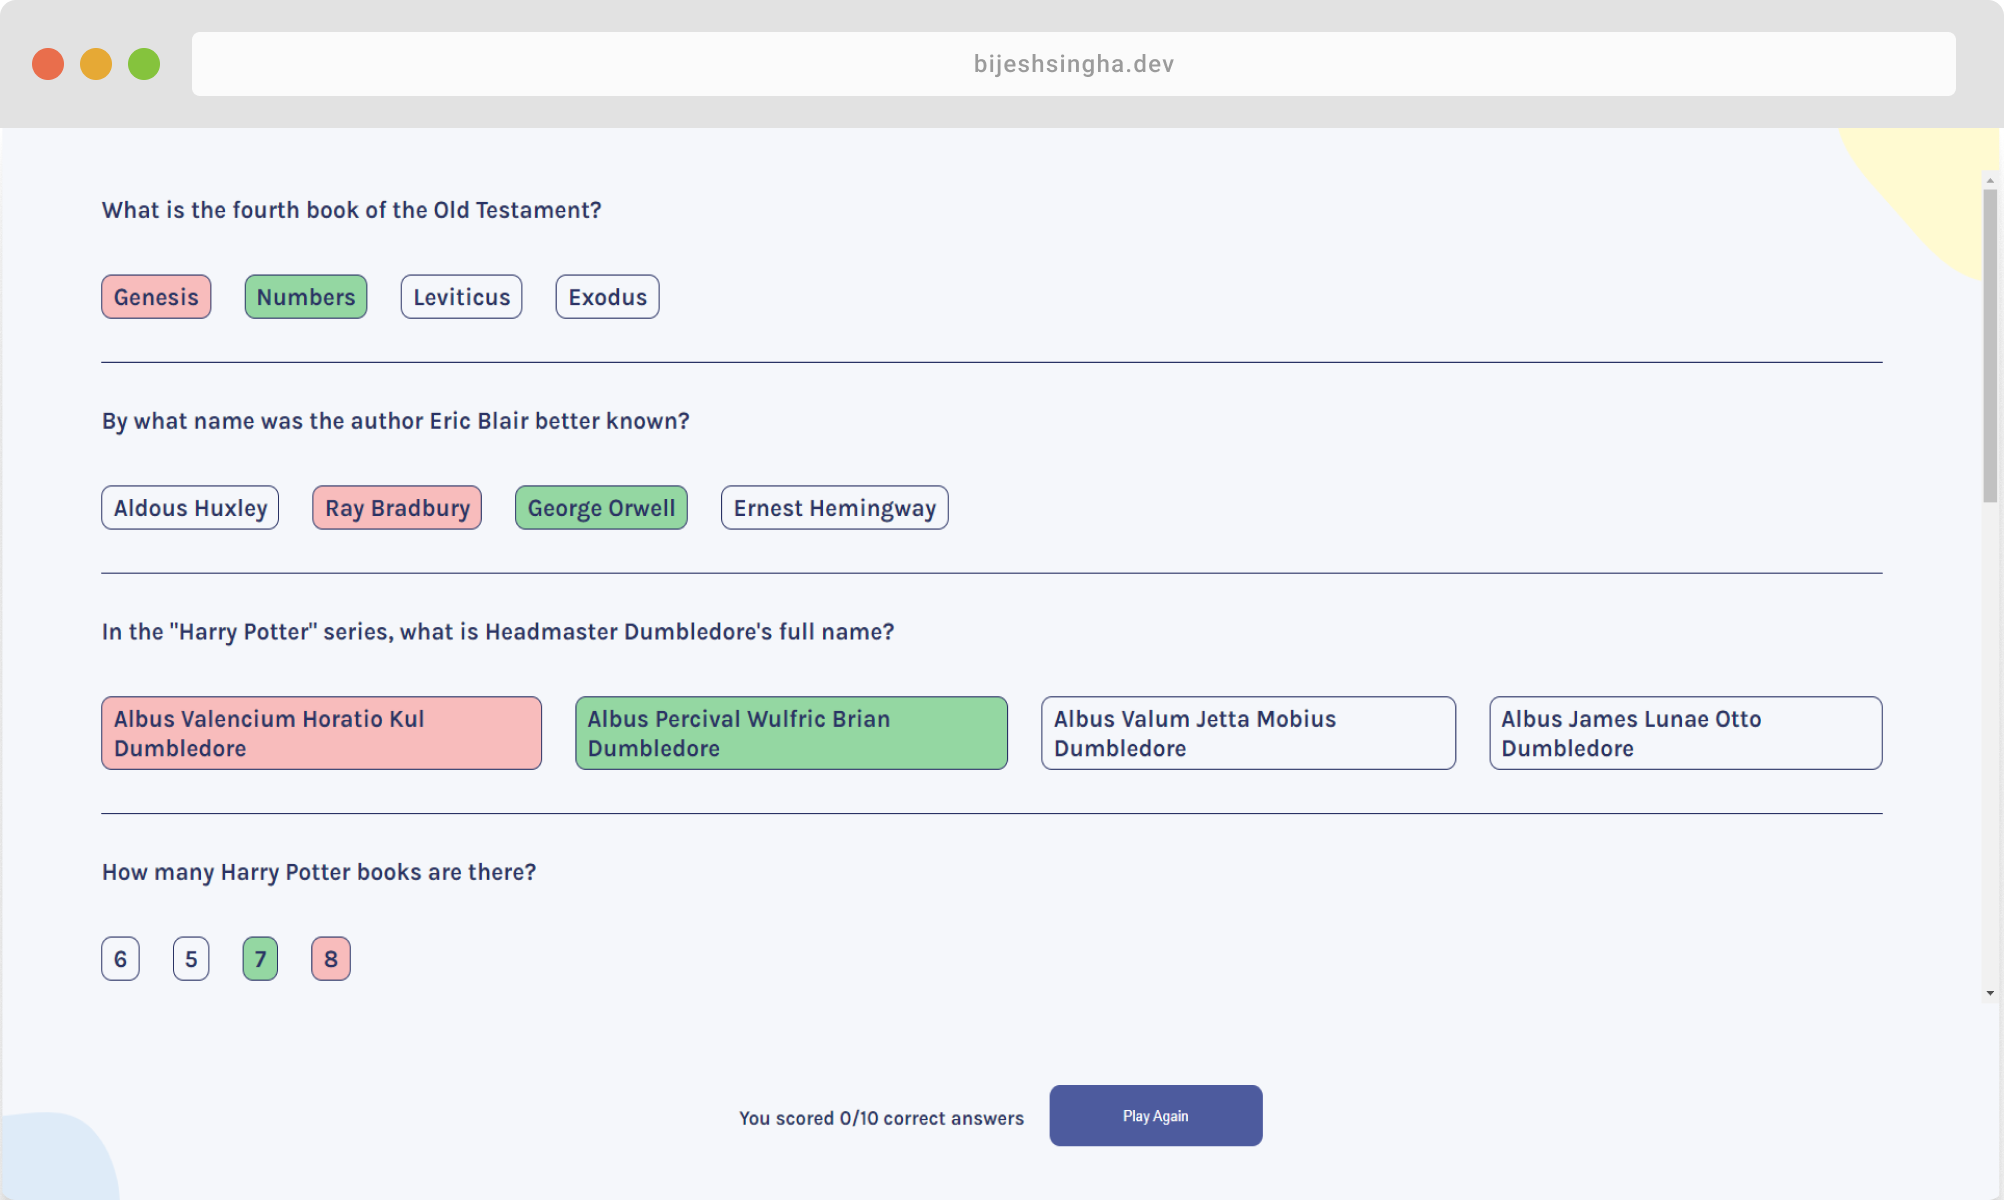 bijeshsingha.dev
What is the fourth book of the Old Testament?
Genesis Numbers Leviticus Exodus
By what name was the author Eric Blair better known?
Aldous Huxley Ray Bradbury George Orwell Ernest Hemingway
In the "Harry Potter" series, what is Headmaster Dumbledore's full name?
Albus Valencium Horatio Kul
Dumbledore
Albus Percival Wulfric Brian
Dumbledore
Albus Valum Jetta Mobius
Dumbledore
Albus James Lunae Otto
Dumbledore
How many Harry Potter books are there?
6 5 7 8
You scored 0/10 correct answers
Play Again